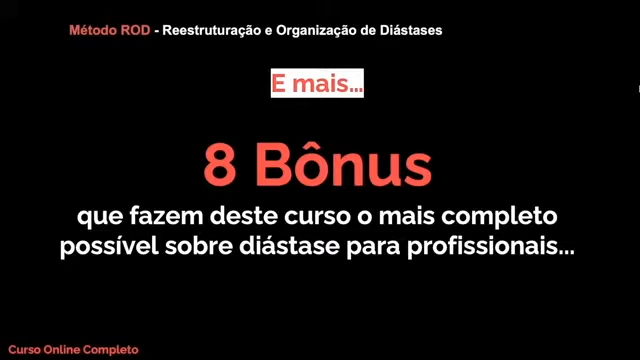 Método ROD - Reestruturação e Organização de Diástases
E mais...
8 Bônus
que fazem deste curso o mais completo
possível sobre diástase para profissionais...
Curso Online Completo